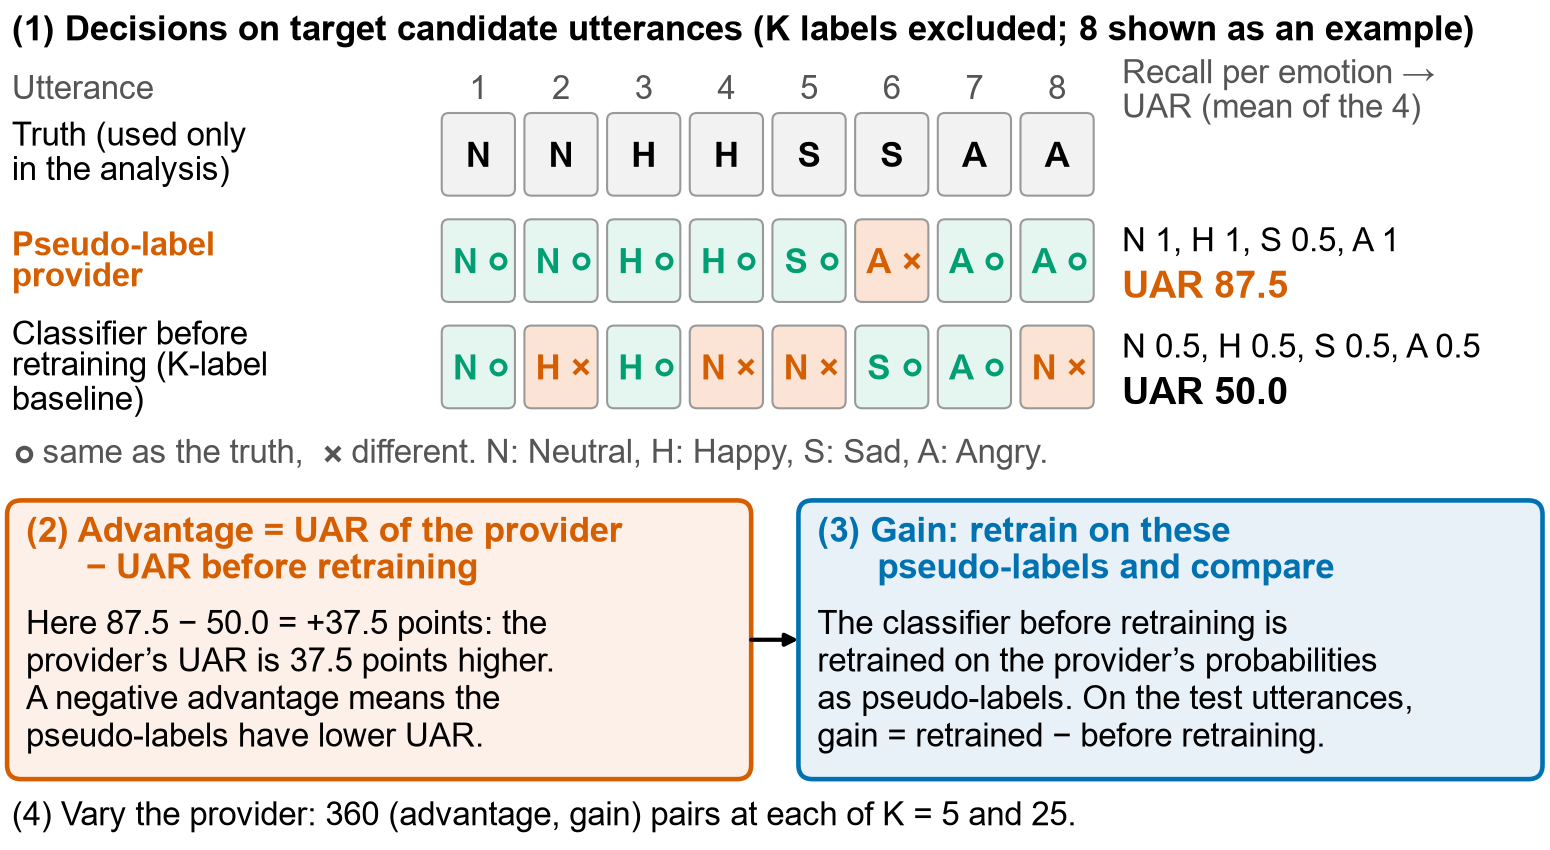 (1) Decisions on target candidate utterances (K labels excluded; 8 shown as an example)
Utterance 1 2 3 4 5 6 7 8
Recall per emotion →
UAR (mean of the 4)
Truth (used only
in the analysis)
N N H H S S A A
Pseudo-label
provider
N o N o H o H o S o A × A o A o
N 1, H 1, S 0.5, A 1
UAR 87.5
Classifier before
retraining (K-label
baseline)
N o H × H o N × N × S o A o N ×
N 0.5, H 0.5, S 0.5, A 0.5
UAR 50.0
o same as the truth, × different. N: Neutral, H: Happy, S: Sad, A: Angry.
(2) Advantage = UAR of the provider
− UAR before retraining
Here 87.5 − 50.0 = +37.5 points: the
provider’s UAR is 37.5 points higher.
A negative advantage means the
pseudo-labels have lower UAR.
(3) Gain: retrain on these
pseudo-labels and compare
The classifier before retraining is
retrained on the provider’s probabilities
as pseudo-labels. On the test utterances,
gain = retrained − before retraining.
(4) Vary the provider: 360 (advantage, gain) pairs at each of K = 5 and 25.